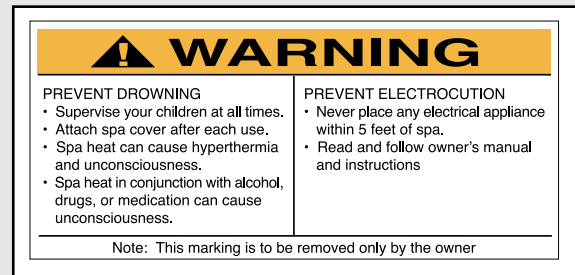 WARNING
PREVENT DROWNING
• Supervise your children at all times.
• Attach spa cover after each use.
• Spa heat can cause hyperthermia
and unconsciousness.
• Spa heat in conjunction with alcohol,
drugs, or medication can cause
unconsciousness.
PREVENT ELECTROCUTION
• Never place any electrical appliance
within 5 feet of spa.
• Read and follow owner's manual
and instructions
Note: This marking is to be removed only by the owner